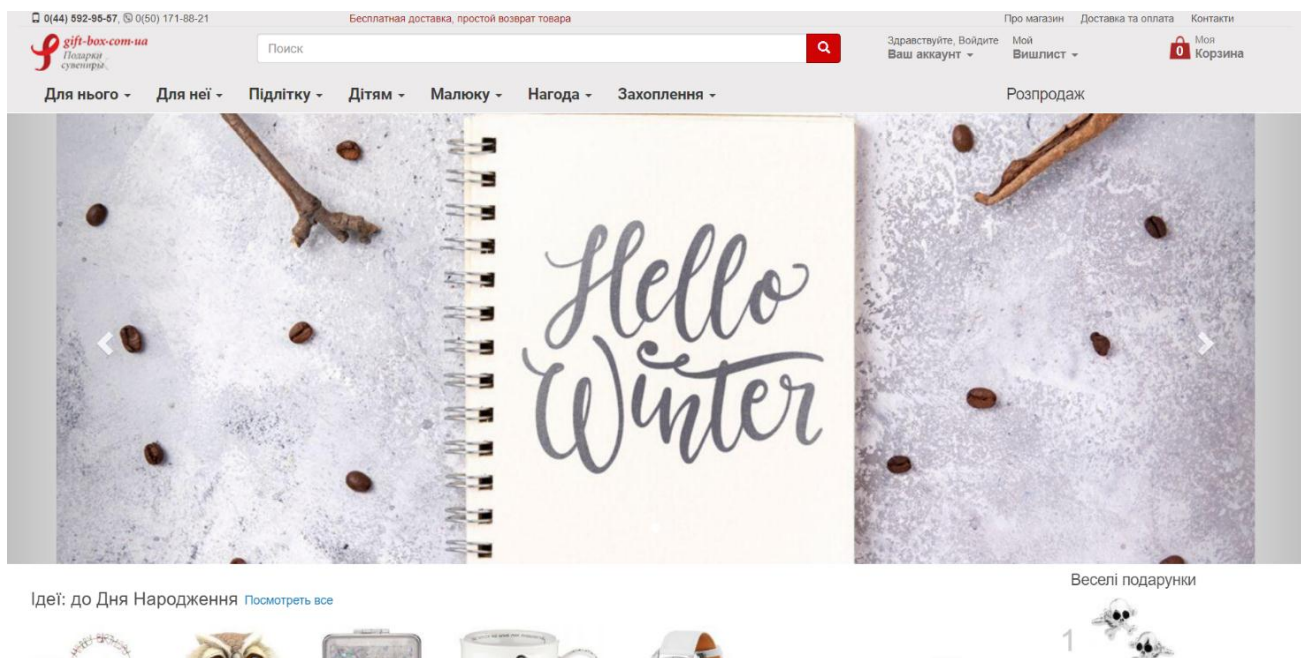 0(44) 592-95-57, 0(50) 171-88-21
Бесплатная доставка, простой возврат товара
Про магазин Доставка та оплата Контакти
gift-box-com-ua
Подарки
сувениры
Поиск
Здравствуйте, Войдите
Ваш аккаунт
Мой
Вишлист
0
Моя
Корзина
Для нього Для неї Підлітку Дітям Малюку Нагода Захоплення Розпродаж
Hello
Winter
Ідеї: до Дня Народження Посмотреть все
Веселі подарунки
1